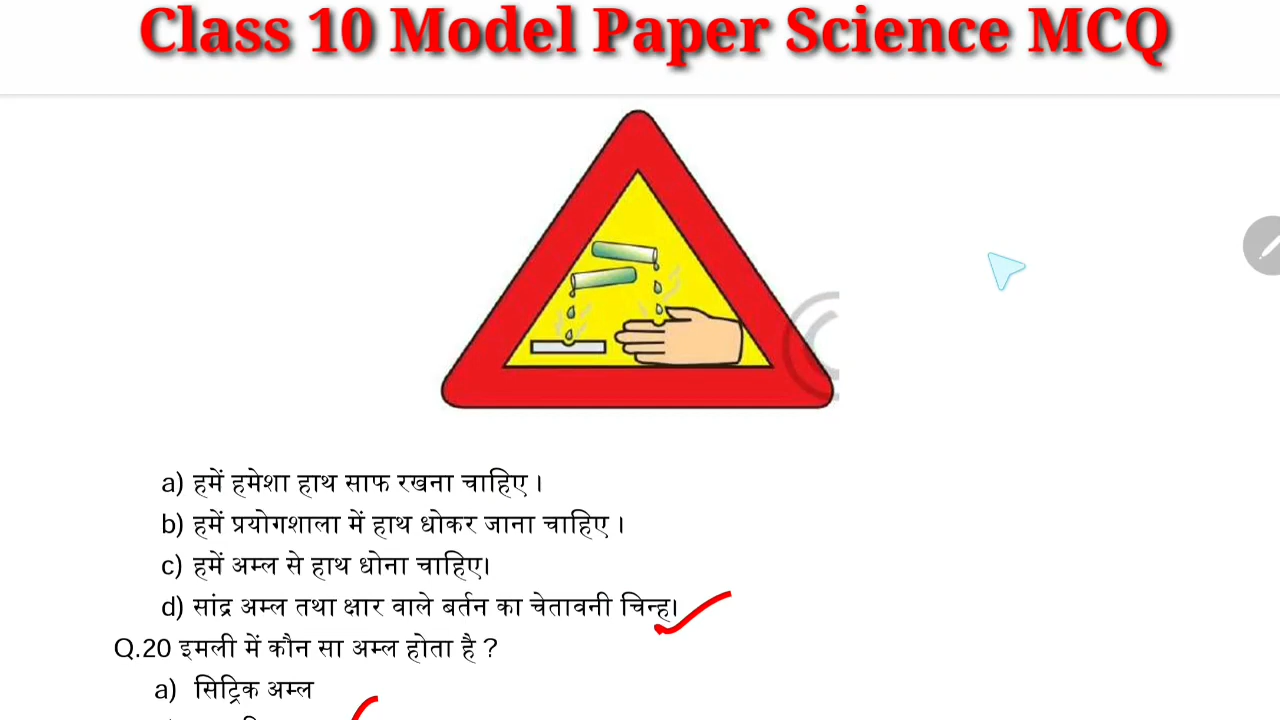 Class 10 Model Paper Science MCQ
a) हमें हमेशा हाथ साफ रखना चाहिए ।
b) हमें प्रयोगशाला में हाथ धोकर जाना चाहिए ।
c) हमें अम्ल से हाथ धोना चाहिए।
d) सांद्र अम्ल तथा क्षार वाले बर्तन का चेतावनी चिन्ह।
Q.20 इमली में कौन सा अम्ल होता है ?
a) सिट्रिक अम्ल